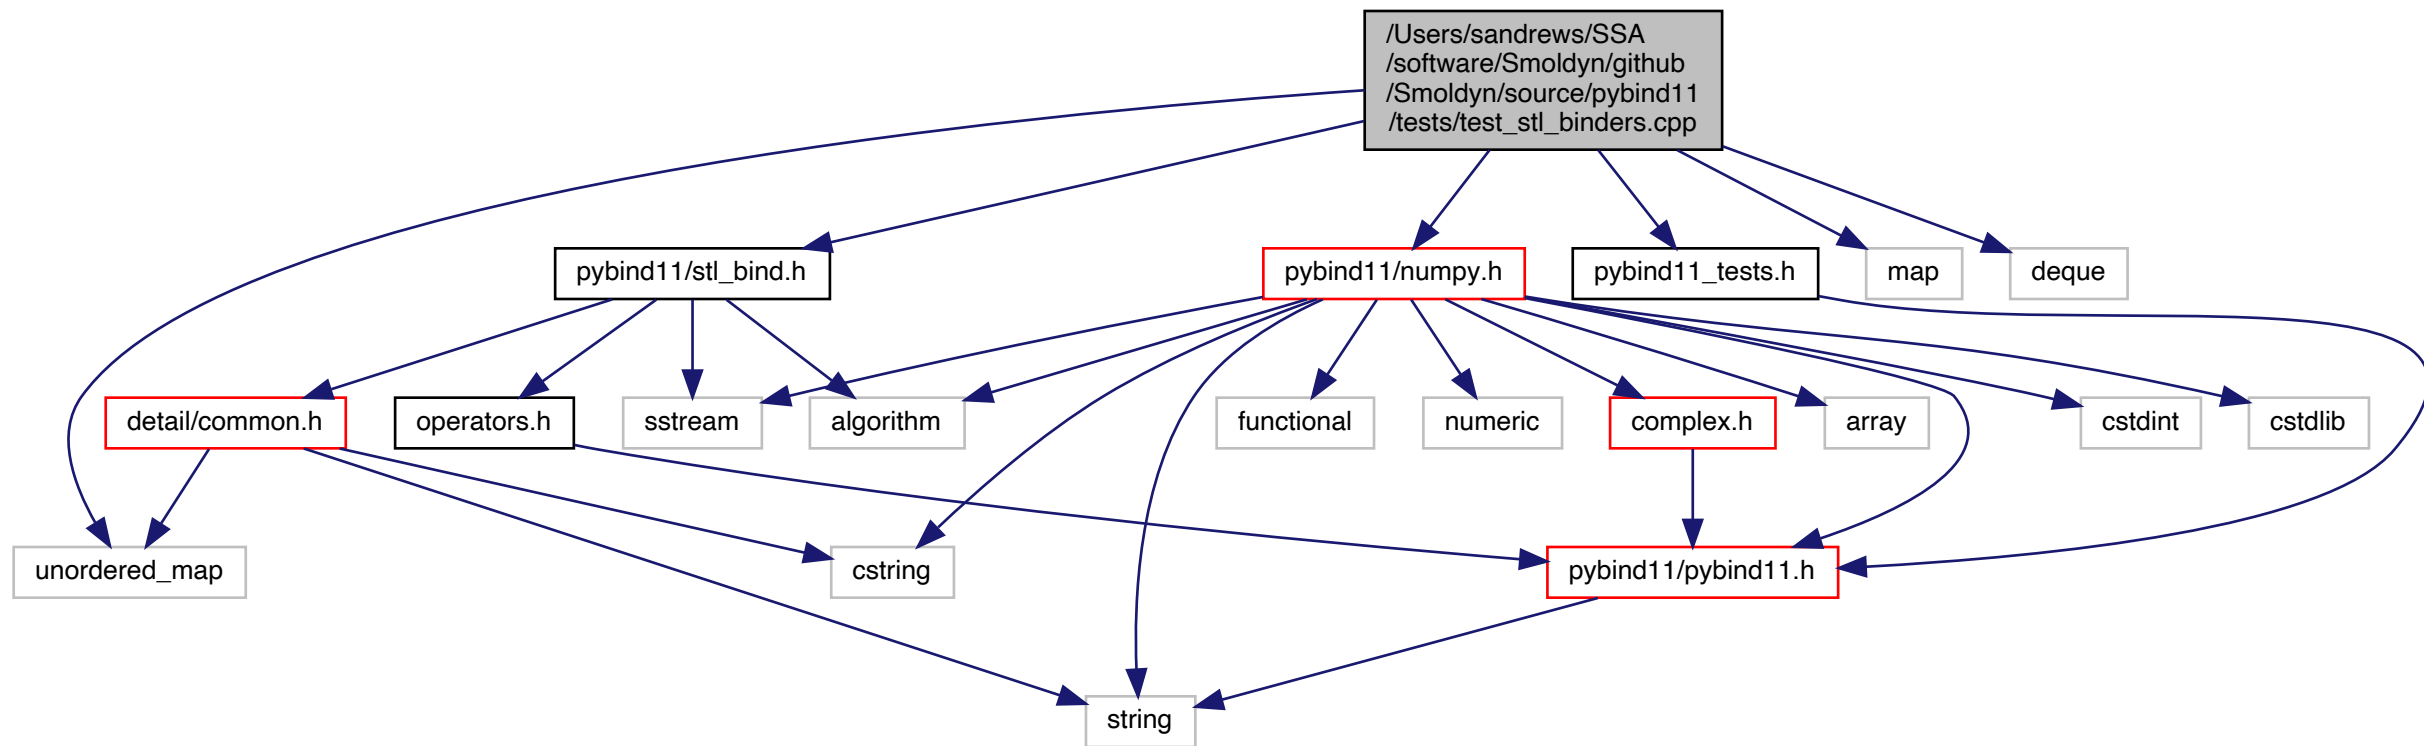 /Users/sandrews/SSA
/software/Smoldyn/github
/Smoldyn/source/pybind11
/tests/test_stl_binders.cpp
pybind11/stl_bind.h
pybind11/numpy.h
pybind11_tests.h
map
deque
detail/common.h
operators.h
sstream
algorithm
functional
numeric
complex.h
array
cstdint
cstdlib
unordered_map
cstring
pybind11/pybind11.h
string